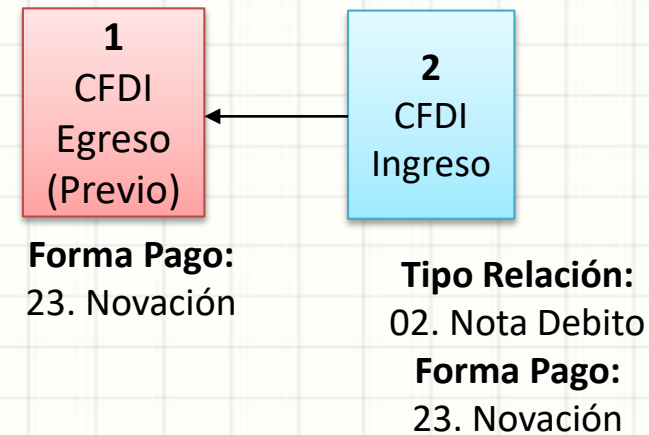 1
CFDI
Egreso
(Previo)
Forma Pago:
23. Novación
2
CFDI
Ingreso
Tipo Relación:
02. Nota Debito
Forma Pago:
23. Novación